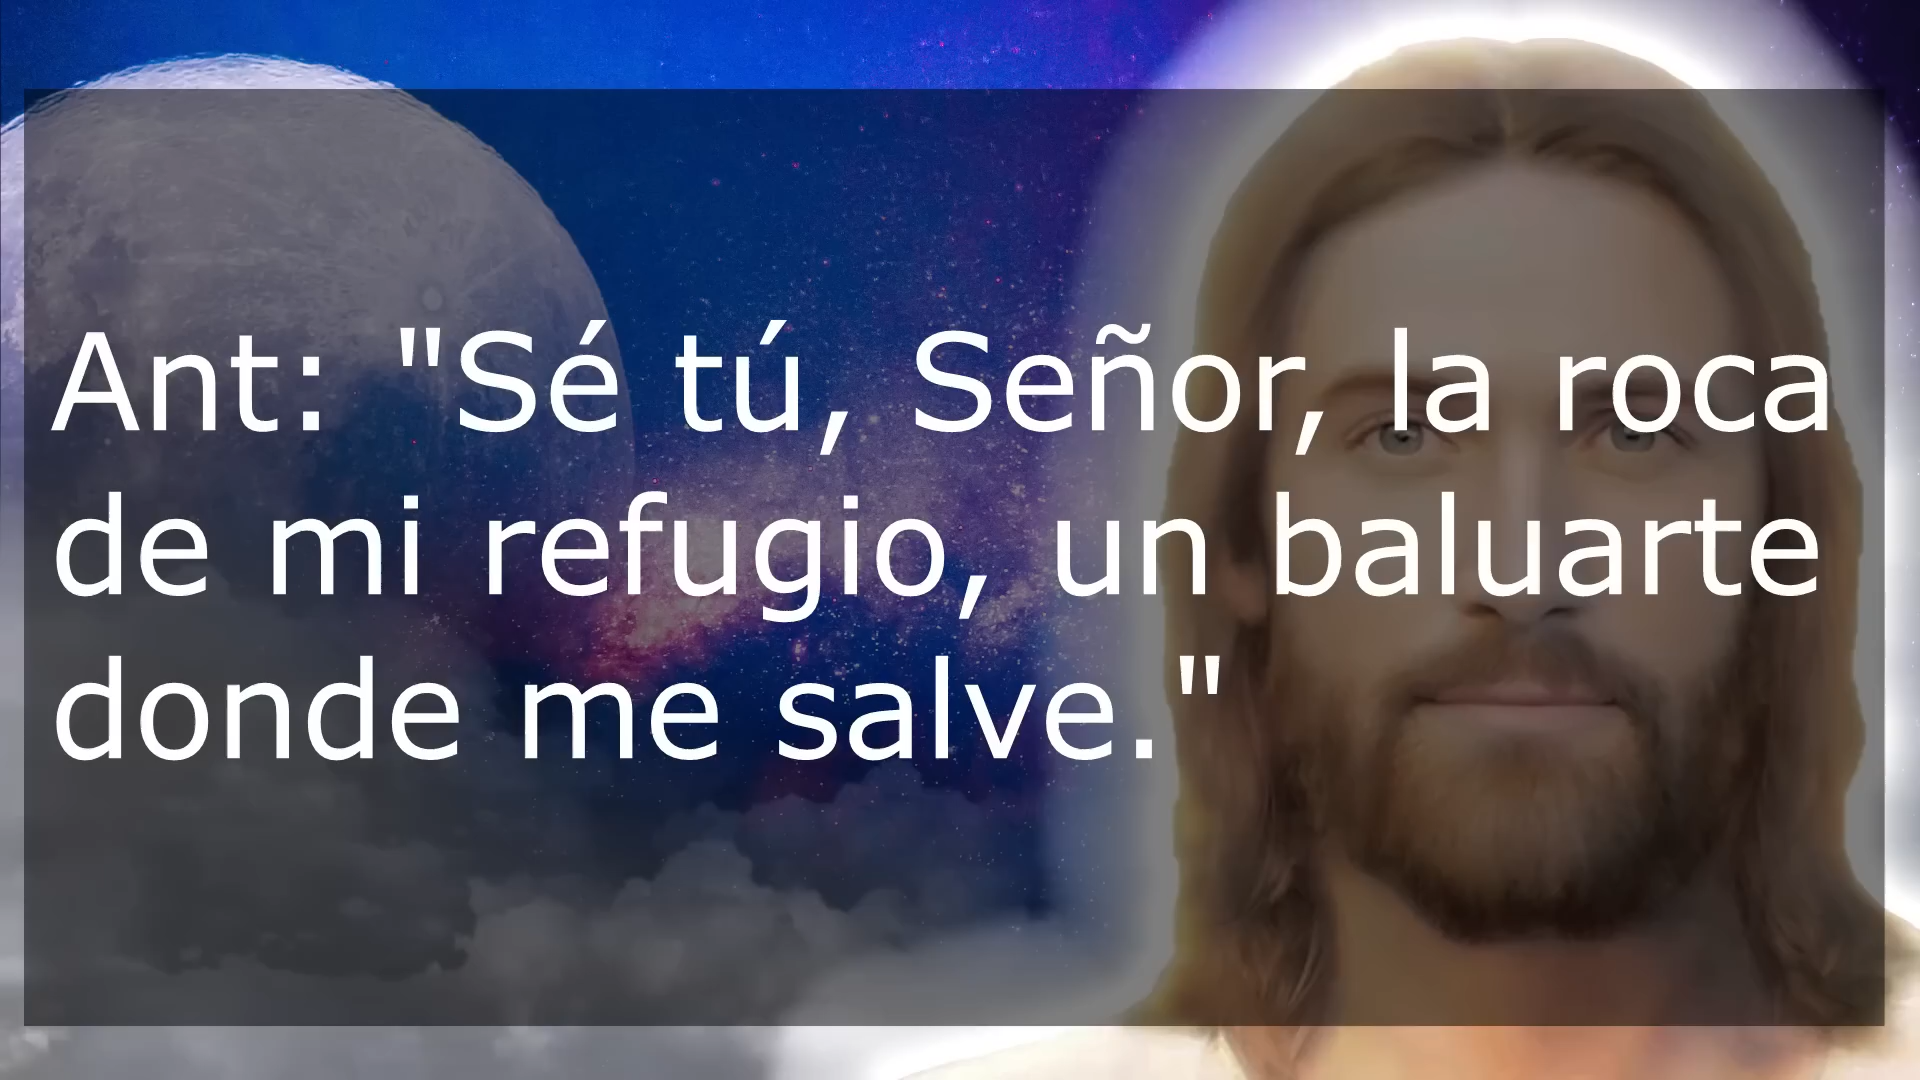 Ant: "Sé tú, Señor, la roca
de mi refugio, un baluarte
donde me salve."